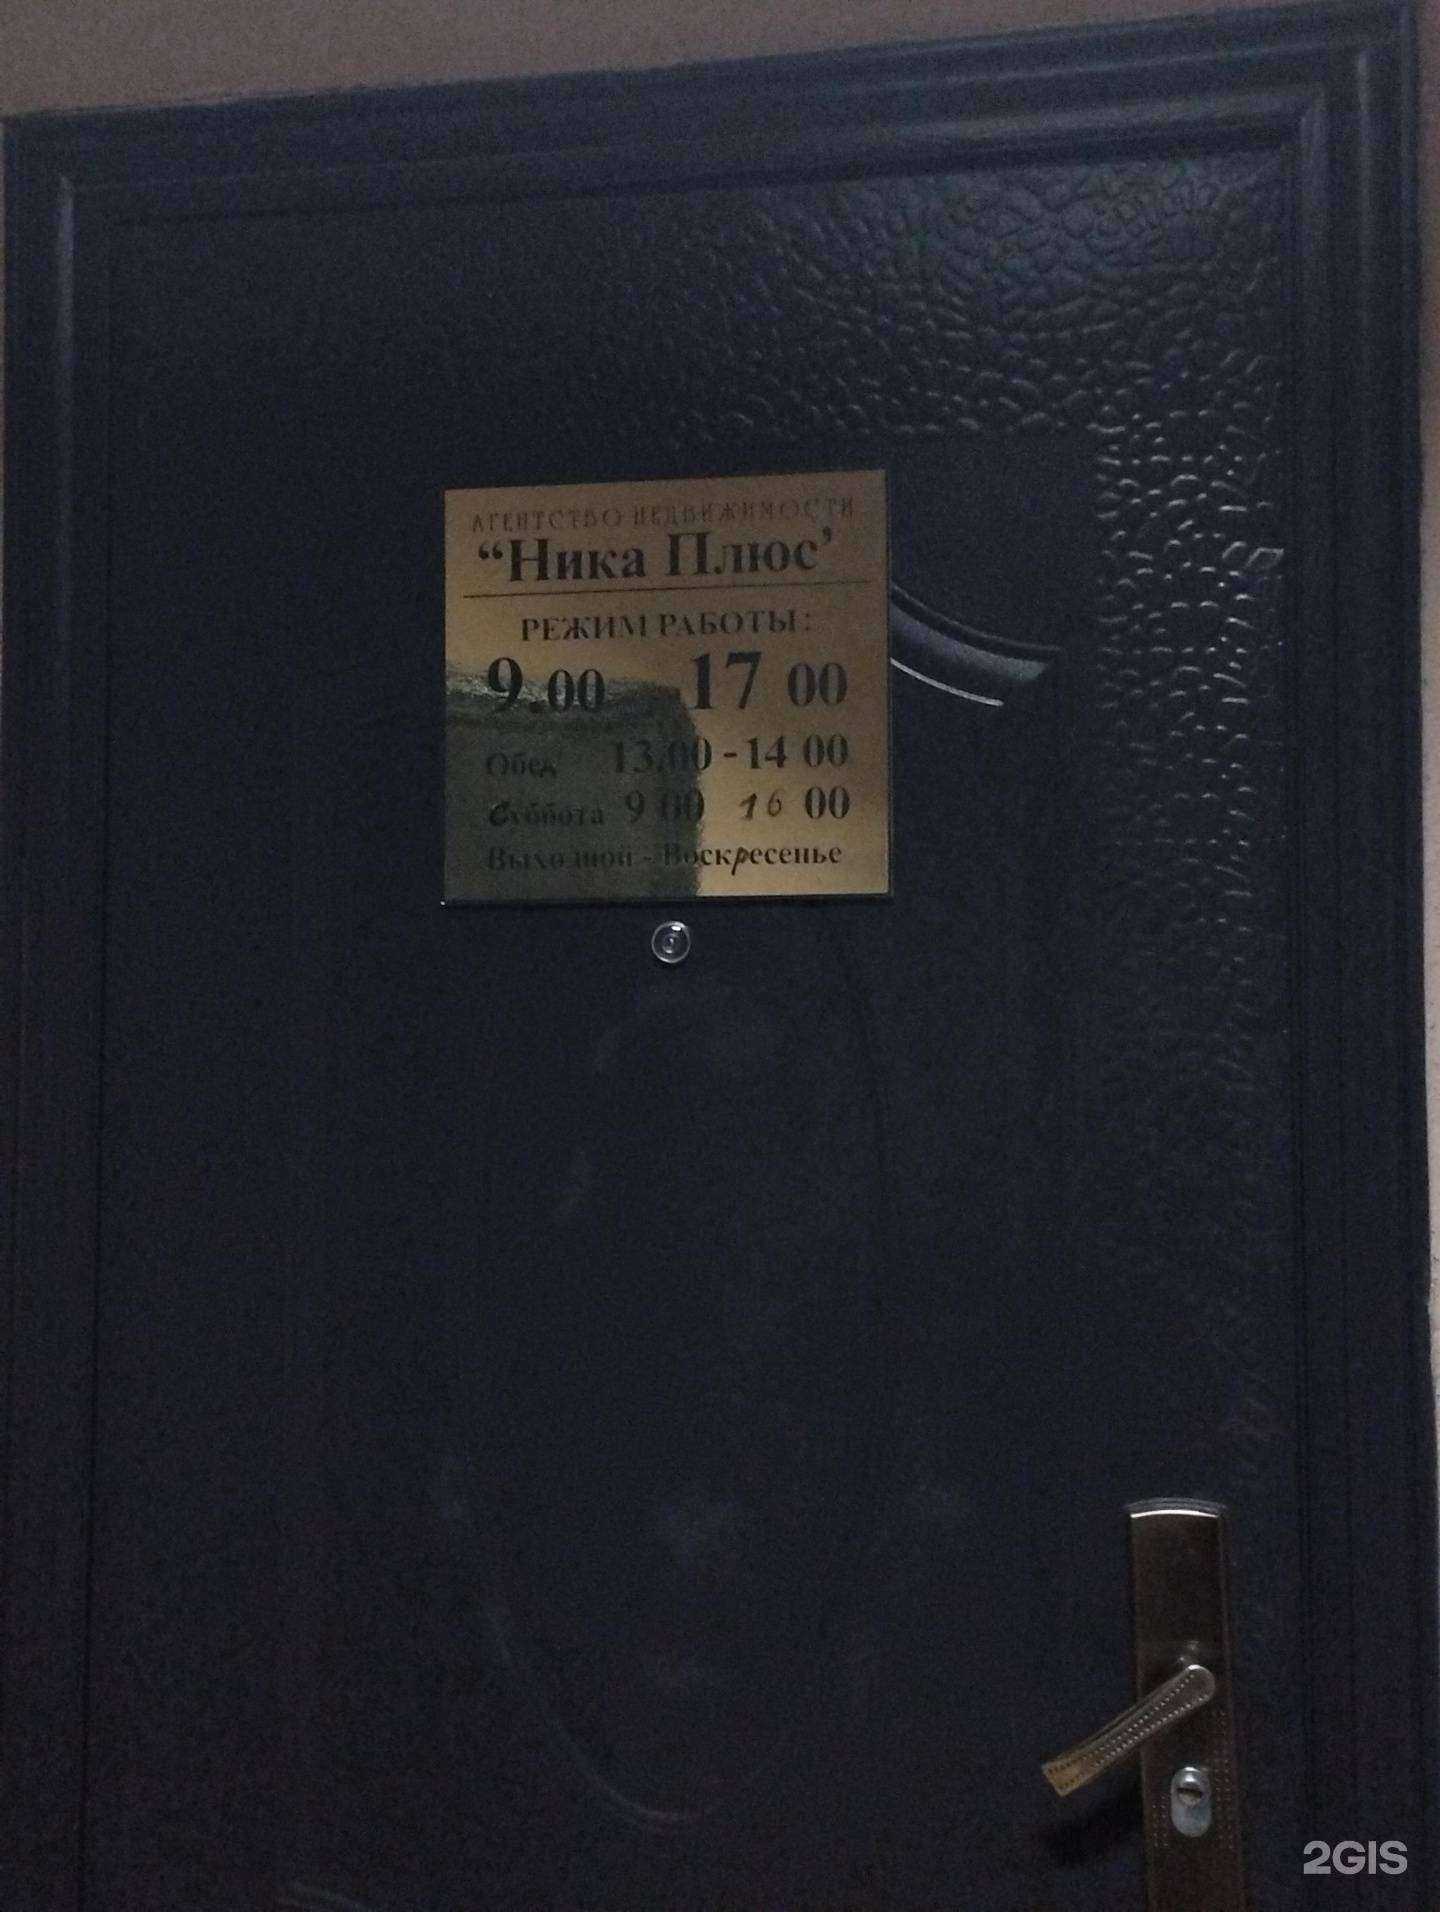 АГЕНТСТВО НЕДВИЖИМОСТИ
“Ника Плюс’
РЕЖИМ РАБОТЫ:
9.00 17 00
Обед 13.00 - 14 00
Суббота 9 00 16 00
Выходной - Воскресенье
2GIS